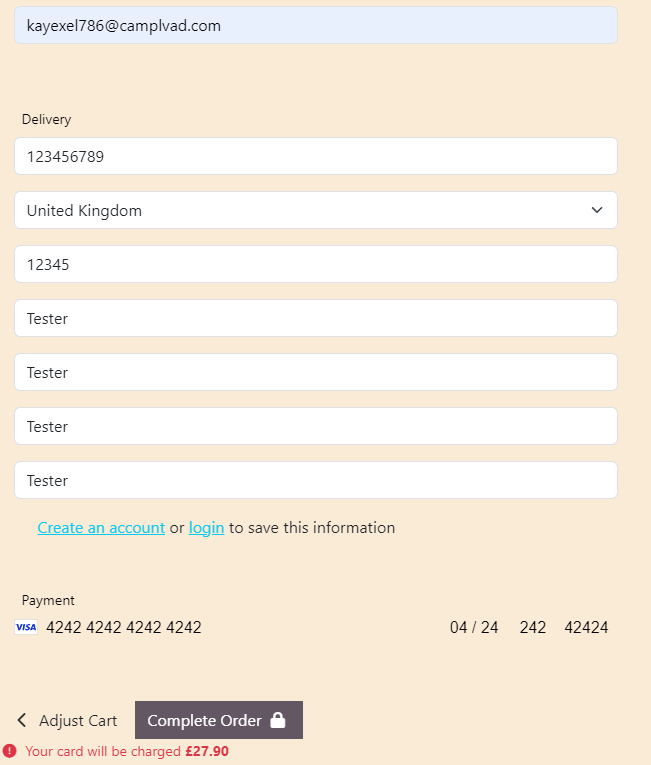 kayexel786@camplvad.com
Delivery
123456789
United Kingdom
12345
Tester
Tester
Tester
Tester
Create an account or login to save this information
Payment
VISA 4242 4242 4242 4242 04 / 24 242 42424
Adjust Cart Complete Order
! Your card will be charged £27.90